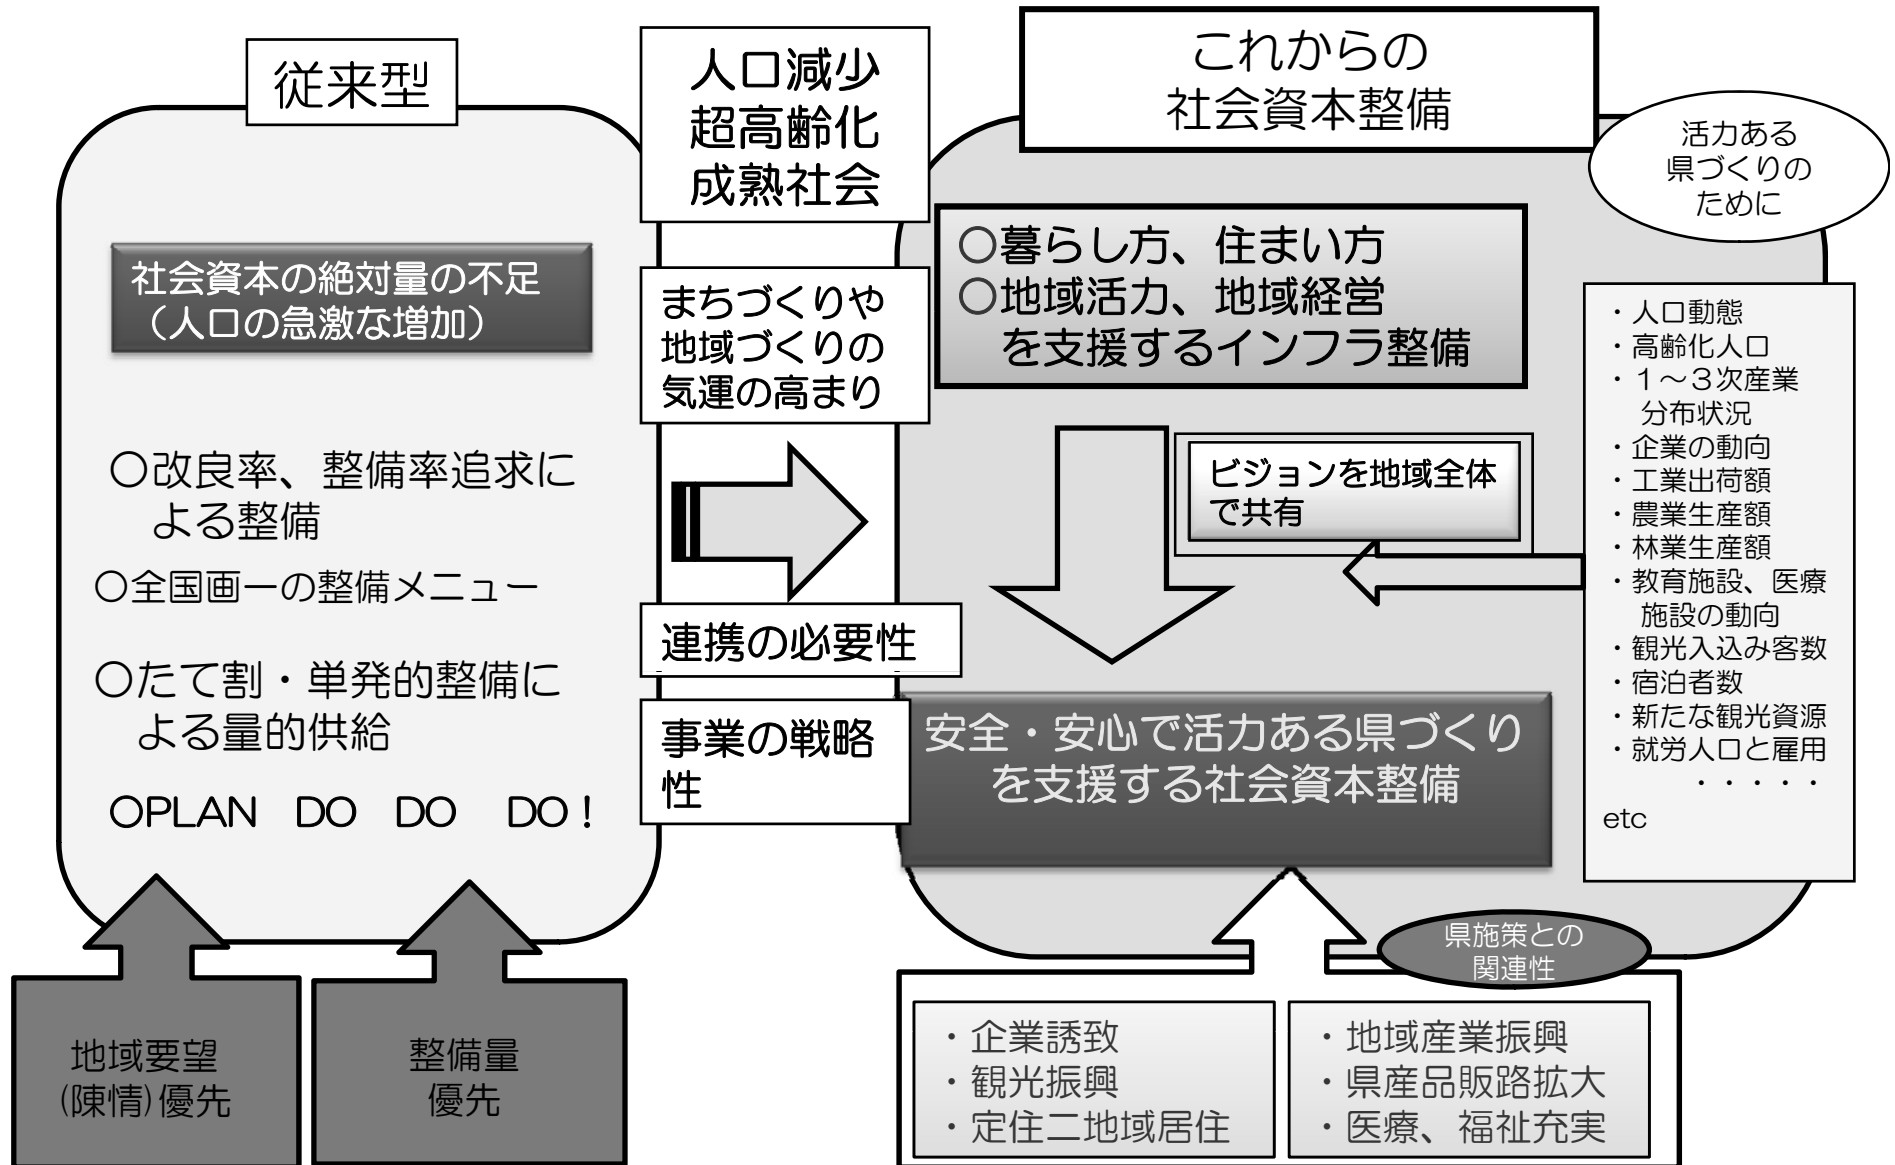 従来型
社会資本の絶対量の不足
（人口の急激な増加）
○改良率、整備率追求に
よる整備
○全国画一の整備メニュー
○たて割・単発的整備に
よる量的供給
○PLAN DO DO DO！
地域要望
(陳情)優先
整備量
優先
人口減少
超高齢化
成熟社会
まちづくりや
地域づくりの
気運の高まり
連携の必要性
事業の戦略
性
これからの
社会資本整備
○暮らし方、住まい方
○地域活力、地域経営
を支援するインフラ整備
ビジョンを地域全体
で共有
安全・安心で活力ある県づくり
を支援する社会資本整備
活力ある
県づくりの
ために
・人口動態
・高齢化人口
・１～３次産業
分布状況
・企業の動向
・工業出荷額
・農業生産額
・林業生産額
・教育施設、医療
施設の動向
・観光入込み客数
・宿泊者数
・新たな観光資源
・就労人口と雇用
・・・・・
etc
県施策との
関連性
・企業誘致
・観光振興
・定住二地域居住
・地域産業振興
・県産品販路拡大
・医療、福祉充実